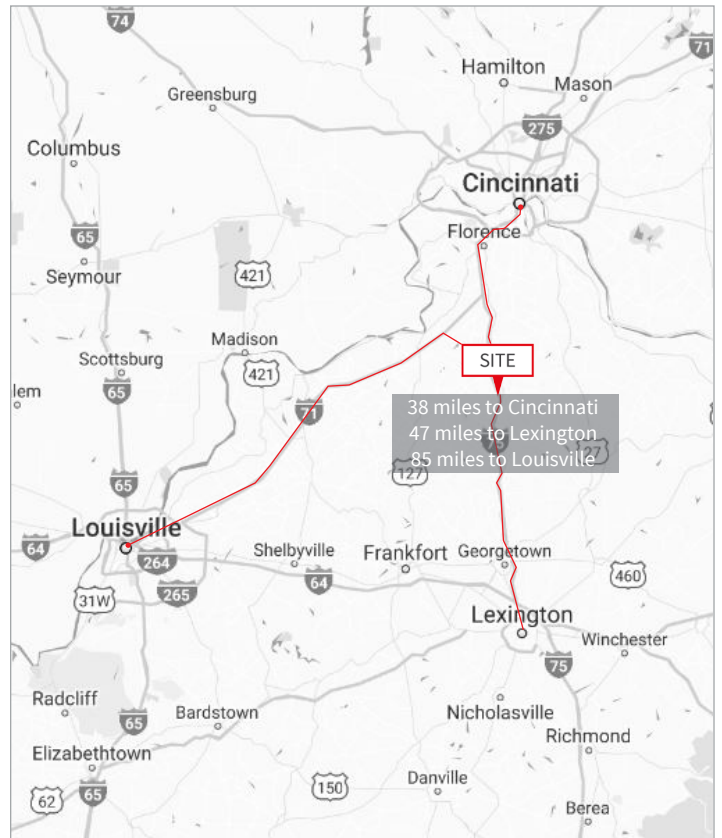 74
71
Hamilton
Mason
Greensburg
275
Columbus
Cincinnati
65
Florence
Seymour
421
Madison
Scottsburg
SITE
421
lem
65
71
38 miles to Cincinnati
47 miles to Lexington
75
27
85 miles to Louisville
127
65
Louisville
64
264
Shelbyville
Frankfort
Georgetown
64
460
265
31W
Lexington
Winchester
75
Radcliff
Bardstown
Nicholasville
65
Richmond
Elizabethtown
Danville
150
62
65
Berea